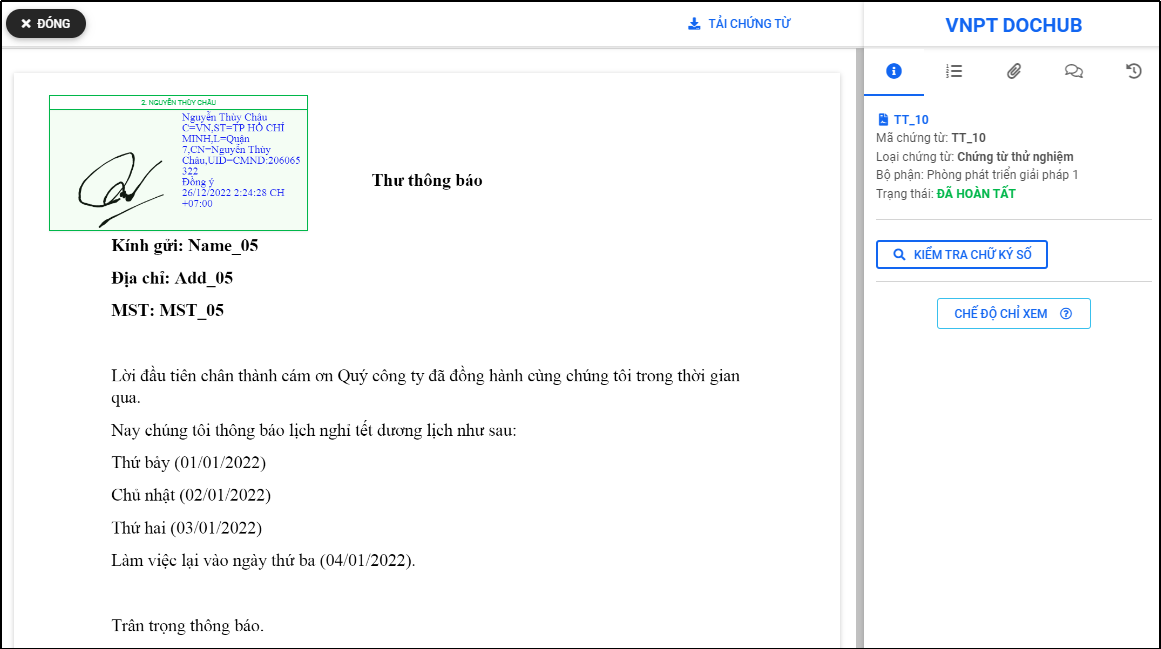 ĐÓNG
TẢI CHỨNG TỪ
2. NGUYỄN THÙY CHÂU
Nguyễn Thùy Châu
C=VN,ST=TP HỒ CHÍ
MINH,L=Quận
7,CN=Nguyễn Thùy
Châu,UID=CMND:206065
322
Đồng ý
26/12/2022 2:24:28 CH
+07:00
Thư thông báo
Kính gửi: Name_05
Địa chỉ: Add_05
MST: MST_05
Lời đầu tiên chân thành cám ơn Quý công ty đã đồng hành cùng chúng tôi trong thời gian
qua.
Nay chúng tôi thông báo lịch nghỉ tết dương lịch như sau:
Thứ bảy (01/01/2022)
Chủ nhật (02/01/2022)
Thứ hai (03/01/2022)
Làm việc lại vào ngày thứ ba (04/01/2022).
Trân trọng thông báo.
VNPT DOCHUB
TT_10
Mã chứng từ: TT_10
Loại chứng từ: Chứng từ thử nghiệm
Bộ phận: Phòng phát triển giải pháp 1
Trạng thái: ĐÃ HOÀN TẤT
KIỂM TRA CHỮ KÝ SỐ
CHẾ ĐỘ CHỈ XEM